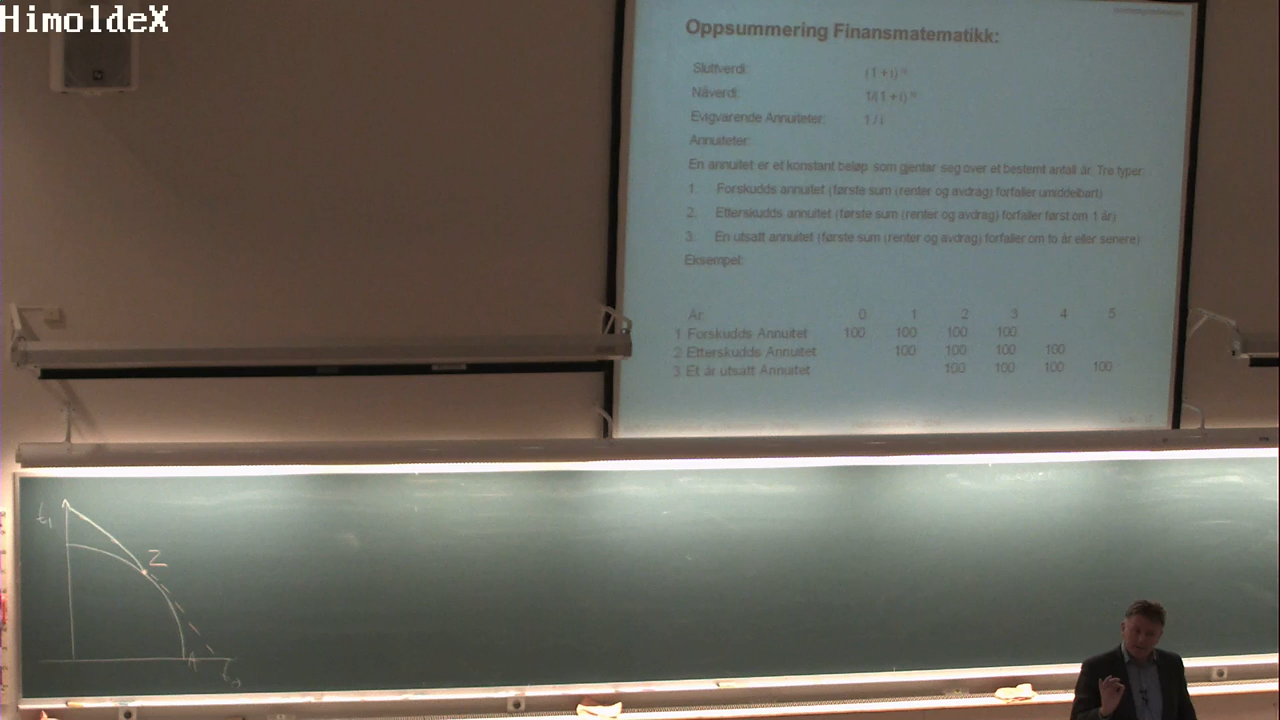 HimoldeX
Oppsummering Finansmatematikk:
Sluttverdi: (1+i)ᴺ
Nåverdi: 1/(1+i)ᴺ
Evigvarende Annuiteter: 1/i
Annuiteter:
En annuitet er et konstant beløp som gjentar seg over et bestemt antall år. Tre typer:
1. Forskudds annuitet (første sum (renter og avdrag) forfaller umiddelbart)
2. Etterskudds annuitet (første sum (renter og avdrag) forfaller først om 1 år)
3. En utsatt annuitet (første sum (renter og avdrag) forfaller om to år eller senere)
Eksempel:
År: 0 1 2 3 4 5
1 Forskudds Annuitet 100 100 100 100
2 Etterskudds Annuitet 100 100 100 100
3 Et år utsatt Annuitet 100 100 100 100
t₁
Z
A
t₀